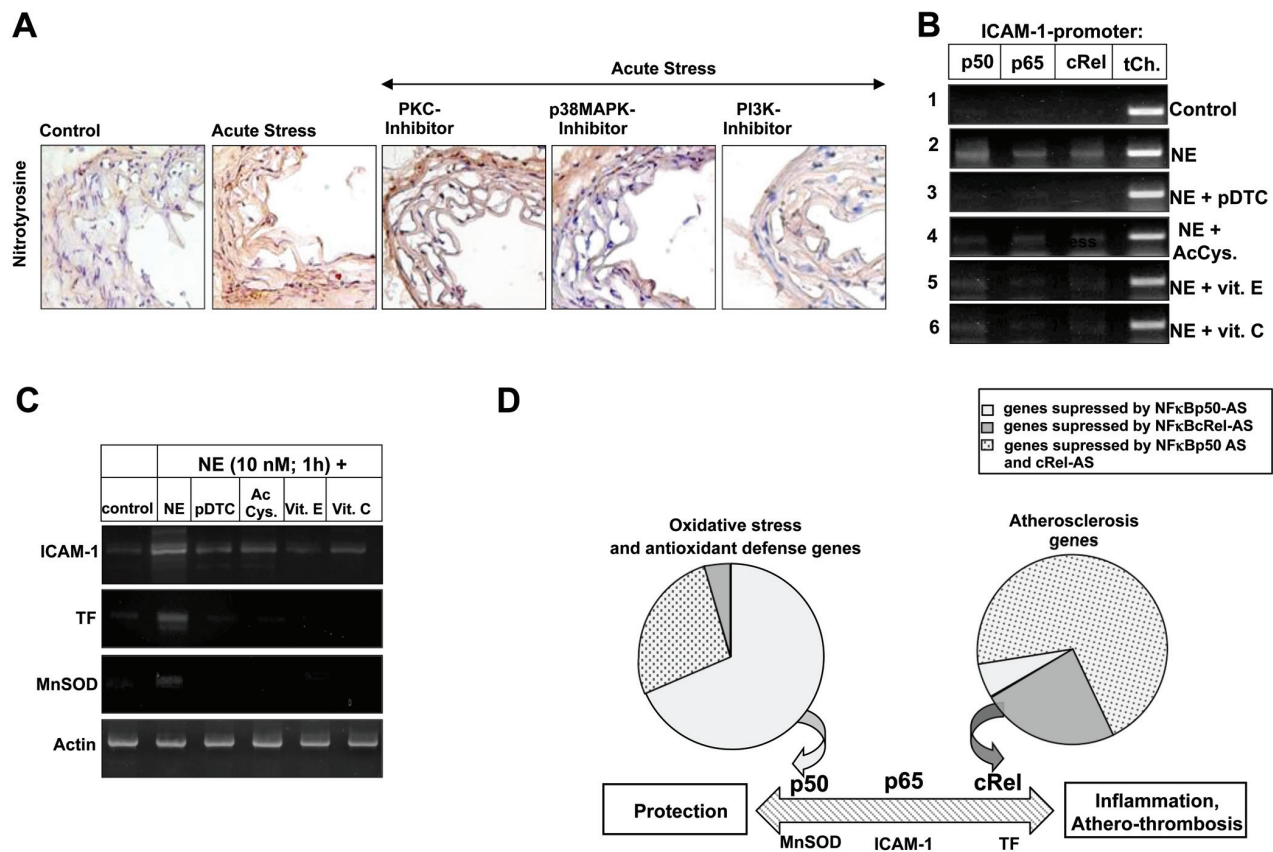 A
Acute Stress
PKC-
Inhibitor
p38MAPK-
Inhibitor
PI3K-
Inhibitor
Control
Acute Stress
Nitrotyrosine
B
ICAM-1-promoter:
p50 p65 cRel tCh.
1 Control
2 NE
3 NE + pDTC
4 NE +
AcCys.
ess
5 NE + vit. E
6 NE + vit. C
C
NE (10 nM; 1h) +
control NE pDTC Ac Cys. Vit. E Vit. C
ICAM-1
TF
MnSOD
Actin
D
genes supressed by NFκBp50-AS
genes supressed by NFκBcRel-AS
genes supressed by NFκBp50 AS
and cRel-AS
Oxidative stress
and antioxidant defense genes
Atherosclerosis
genes
p50 p65 cRel
Protection
Inflammation,
Athero-thrombosis
MnSOD ICAM-1 TF